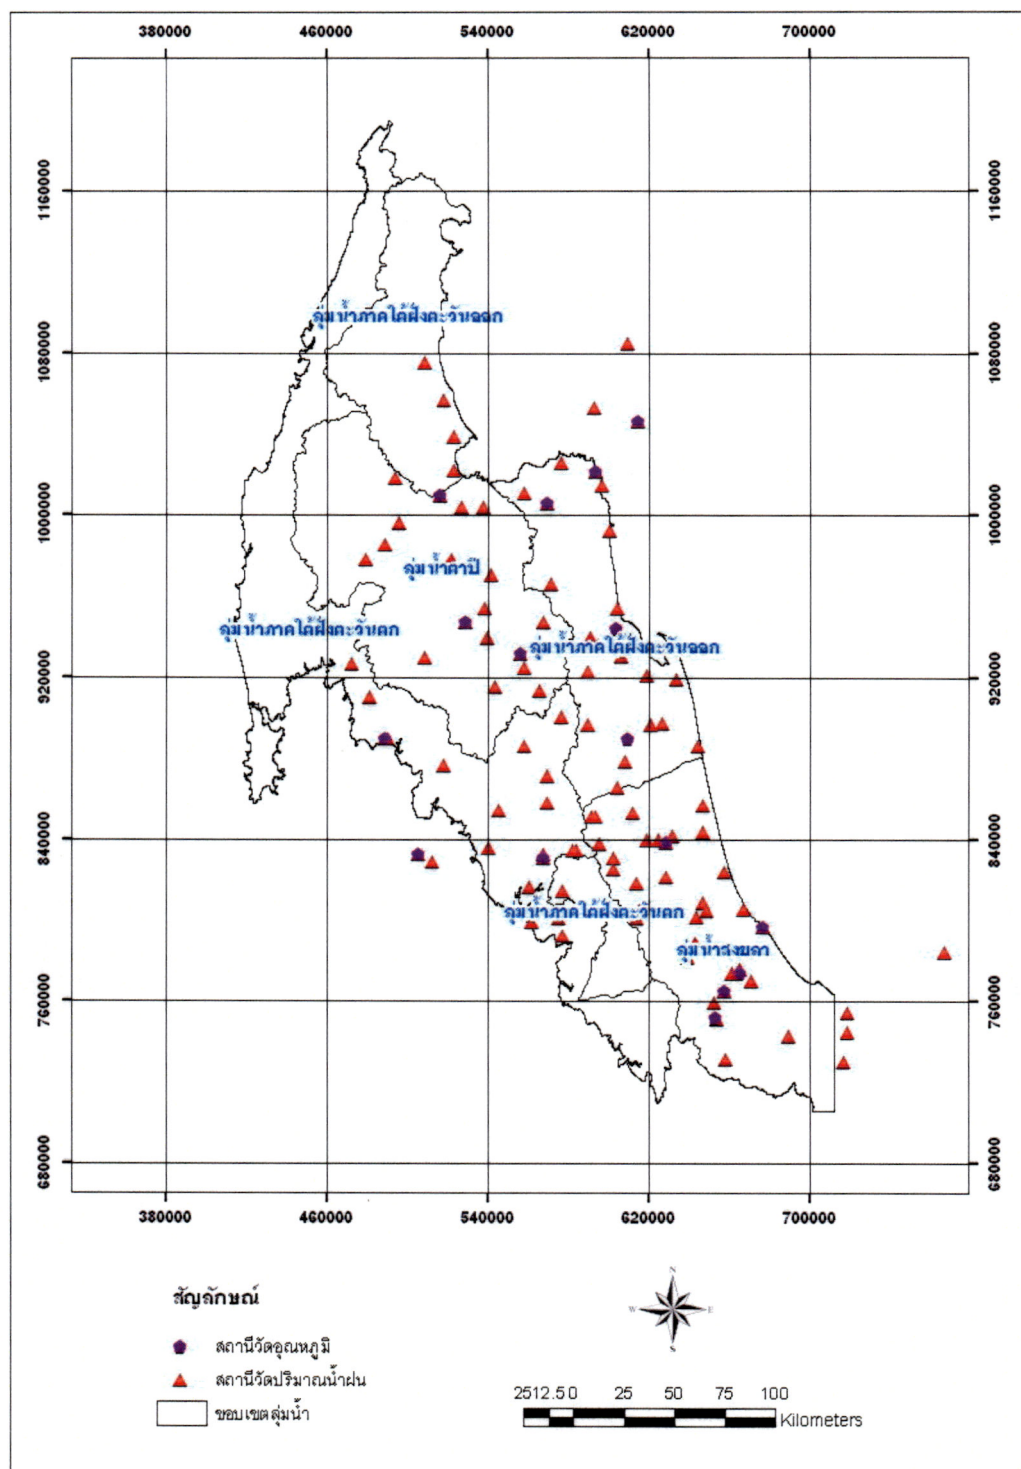 380000 460000 540000 620000 700000
1160000 1160000
ลุ่มน้ำภาคใต้ฝั่งตะวันออก
1080000 1080000
1000000 1000000
ลุ่มน้ำตาปี
ลุ่มน้ำภาคใต้ฝั่งตะวันตก
ลุ่มน้ำภาคใต้ฝั่งตะวันออก
920000 920000
840000 840000
ลุ่มน้ำภาคใต้ฝั่งตะวันตก
ลุ่มน้ำสงขลา
760000 760000
680000 680000
380000 460000 540000 620000 700000
สัญลักษณ์
N
W E
S
สถานีวัดอุณหภูมิ
สถานีวัดปริมาณน้ำฝน
ขอบเขตลุ่มน้ำ
2512.5 0 25 50 75 100
Kilometers